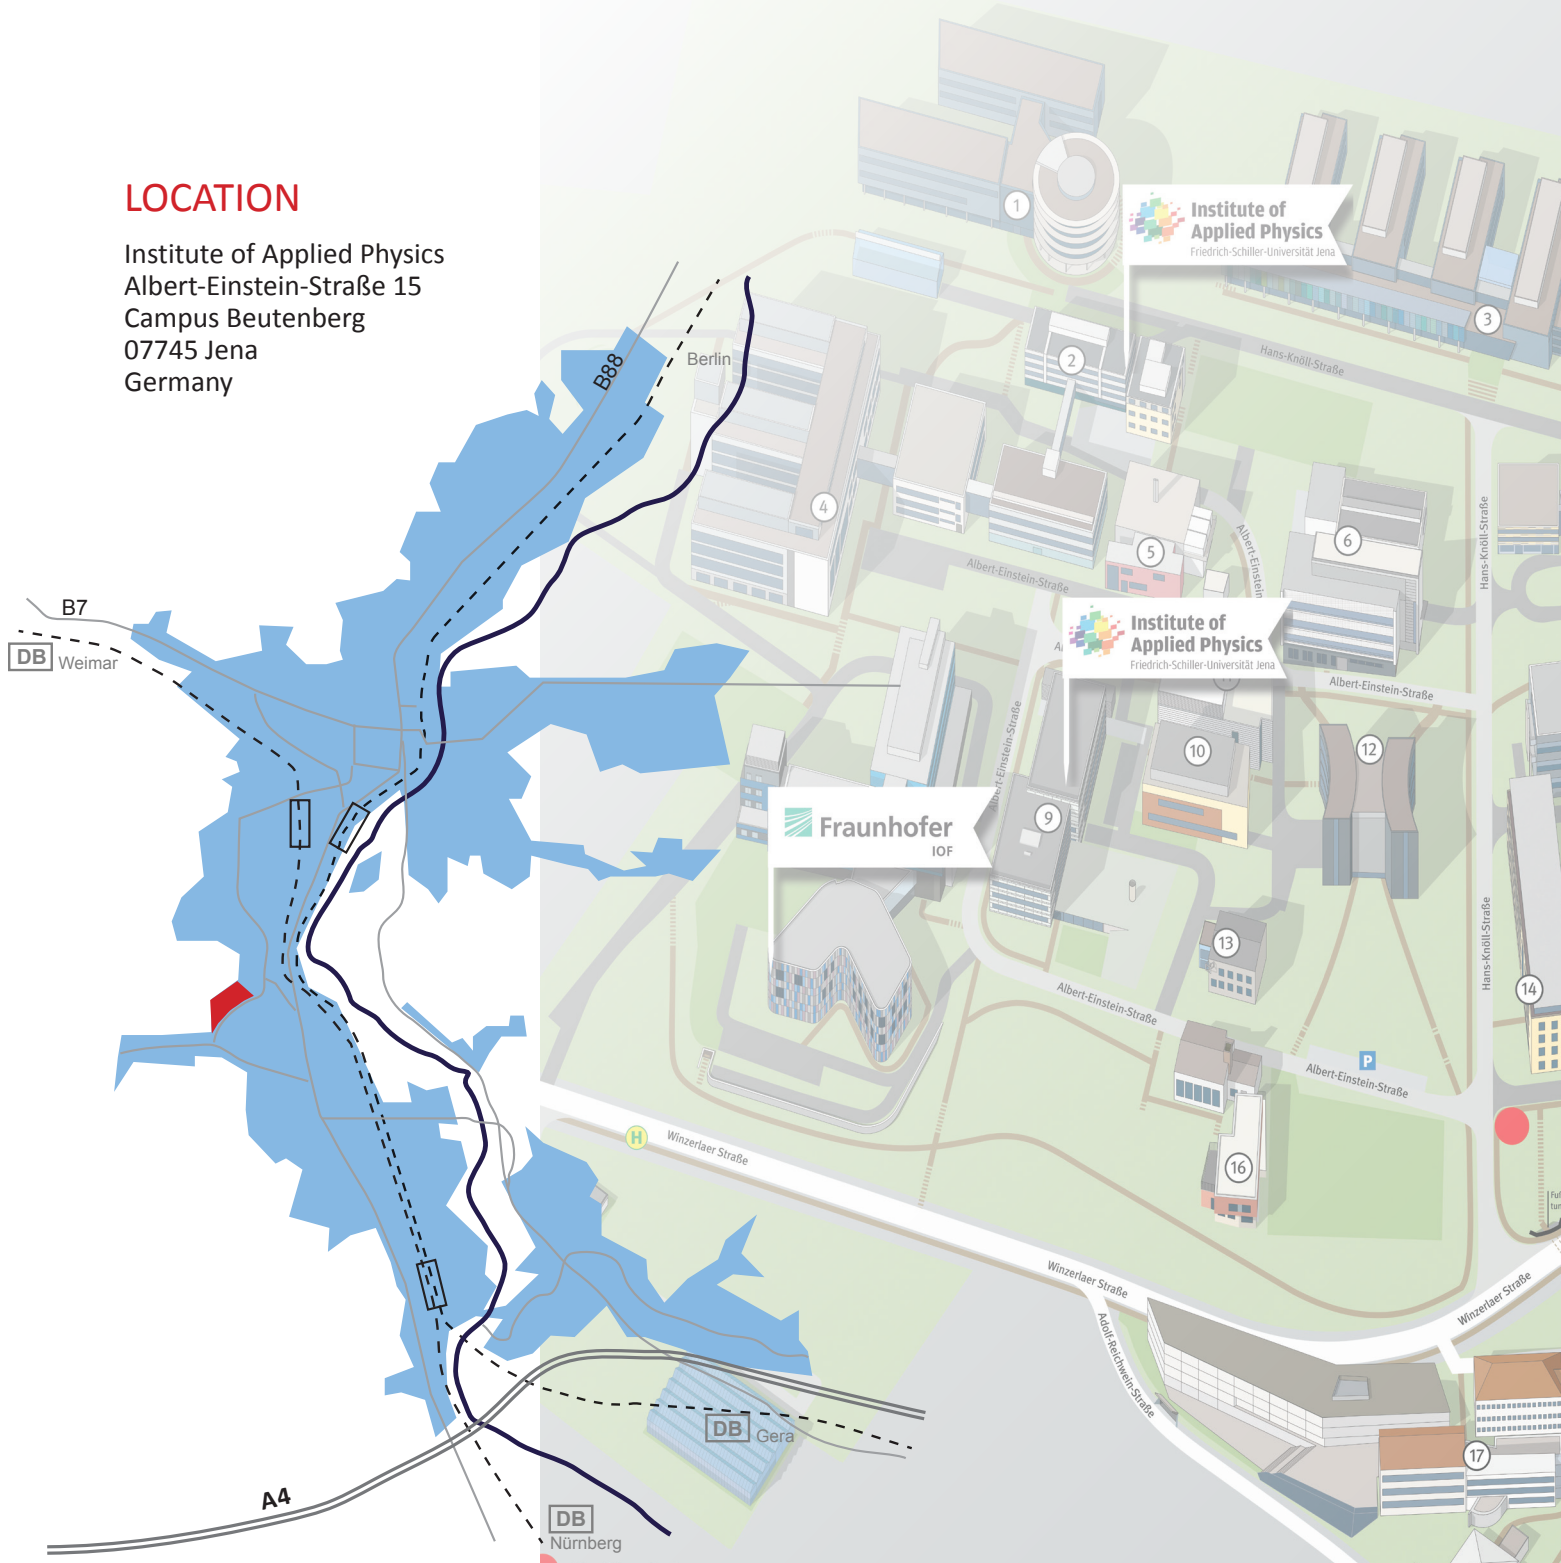 LOCATION
Institute of Applied Physics
Albert-Einstein-Straße 15
Campus Beutenberg
07745 Jena
Germany
B88
Berlin
B7
DB Weimar
A4
DB Gera
DB
Nürnberg
1
Institute of
Applied Physics
Friedrich-Schiller-Universität Jena
2
3
Hans-Knöll-Straße
4
5
6
Albert-Einstein-Straße
Albert-Einstein
Hans-Knöll-Straße
Institute of
Applied Physics
Friedrich-Schiller-Universität Jena
Albert-Einstein-Straße
Albert-Einstein-Straße
10
12
Fraunhofer
IOF
9
13
Hans-Knöll-Straße
14
Albert-Einstein-Straße
P
Albert-Einstein-Straße
H
Winzerlaer Straße
16
Winzerlaer Straße
Winzerlaer Straße
Adolf-Reichwein-Straße
17